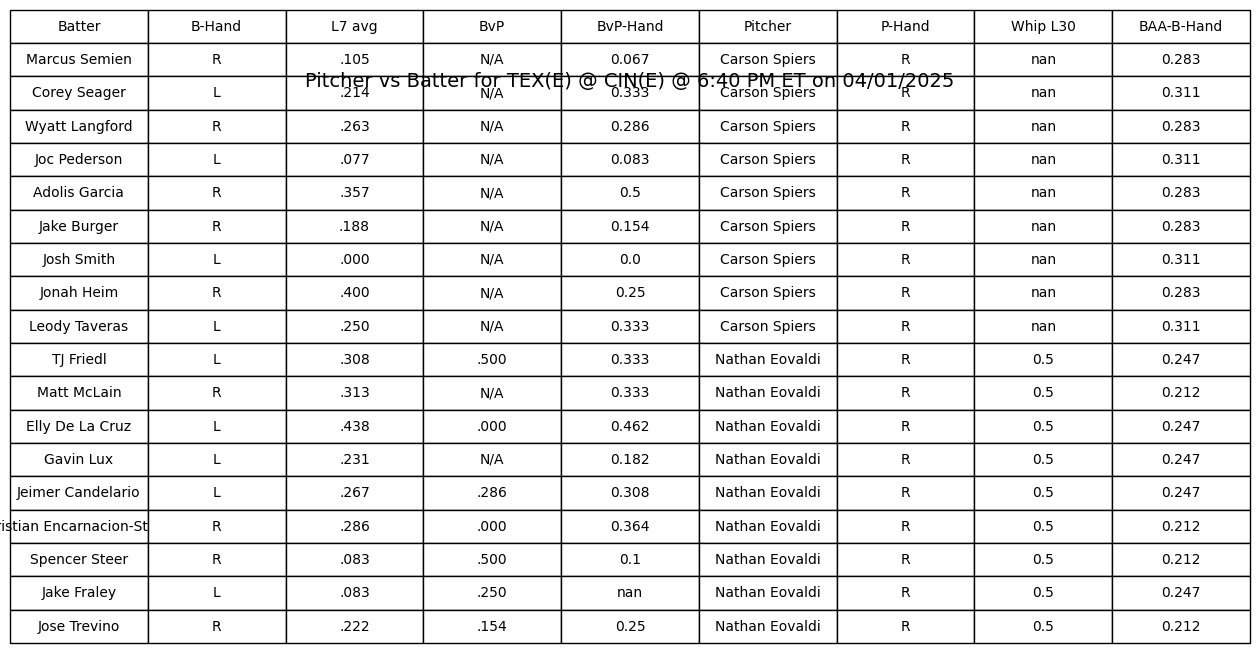 Batter B-Hand L7 avg BvP BvP-Hand Pitcher P-Hand Whip L30 BAA-B-Hand
Marcus Semien R .105 N/A 0.067 Carson Spiers R nan 0.283
Pitcher vs Batter for TEX(E) @ CIN(E) @ 6:40 PM ET on 04/01/2025
Corey Seager L .214 N/A 0.333 Carson Spiers R nan 0.311
Wyatt Langford R .263 N/A 0.286 Carson Spiers R nan 0.283
Joc Pederson L .077 N/A 0.083 Carson Spiers R nan 0.311
Adolis Garcia R .357 N/A 0.5 Carson Spiers R nan 0.283
Jake Burger R .188 N/A 0.154 Carson Spiers R nan 0.283
Josh Smith L .000 N/A 0.0 Carson Spiers R nan 0.311
Jonah Heim R .400 N/A 0.25 Carson Spiers R nan 0.283
Leody Taveras L .250 N/A 0.333 Carson Spiers R nan 0.311
TJ Friedl L .308 .500 0.333 Nathan Eovaldi R 0.5 0.247
Matt McLain R .313 N/A 0.333 Nathan Eovaldi R 0.5 0.212
Elly De La Cruz L .438 .000 0.462 Nathan Eovaldi R 0.5 0.247
Gavin Lux L .231 N/A 0.182 Nathan Eovaldi R 0.5 0.247
Jeimer Candelario L .267 .286 0.308 Nathan Eovaldi R 0.5 0.247
istian Encarnacion-St R .286 .000 0.364 Nathan Eovaldi R 0.5 0.212
Spencer Steer R .083 .500 0.1 Nathan Eovaldi R 0.5 0.212
Jake Fraley L .083 .250 nan Nathan Eovaldi R 0.5 0.247
Jose Trevino R .222 .154 0.25 Nathan Eovaldi R 0.5 0.212